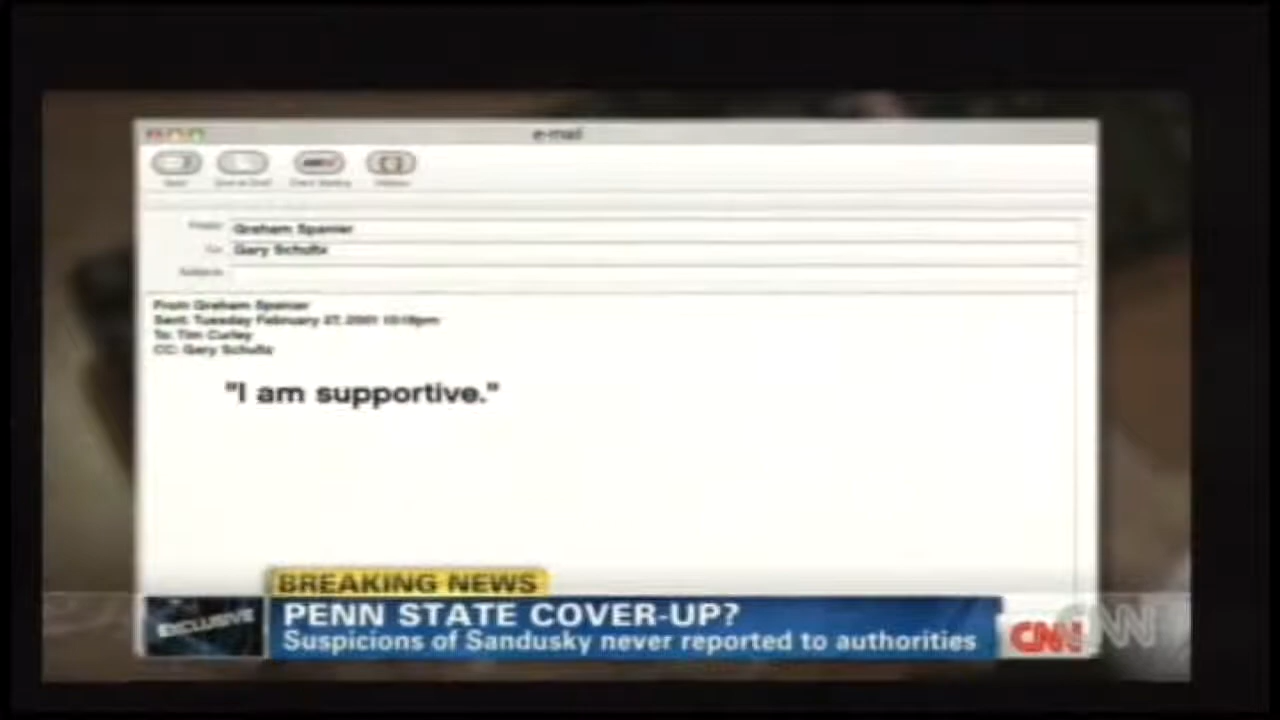 e-mail
Graham Spanier
Gary Schultz
From Graham Spanier
Sent: Tuesday February 27, 2001 10:18pm
To: Tim Curley
CC: Gary Schultz
"I am supportive."
BREAKING NEWS
EXCLUSIVE
PENN STATE COVER-UP?
Suspicions of Sandusky never reported to authorities
CNN
CNN